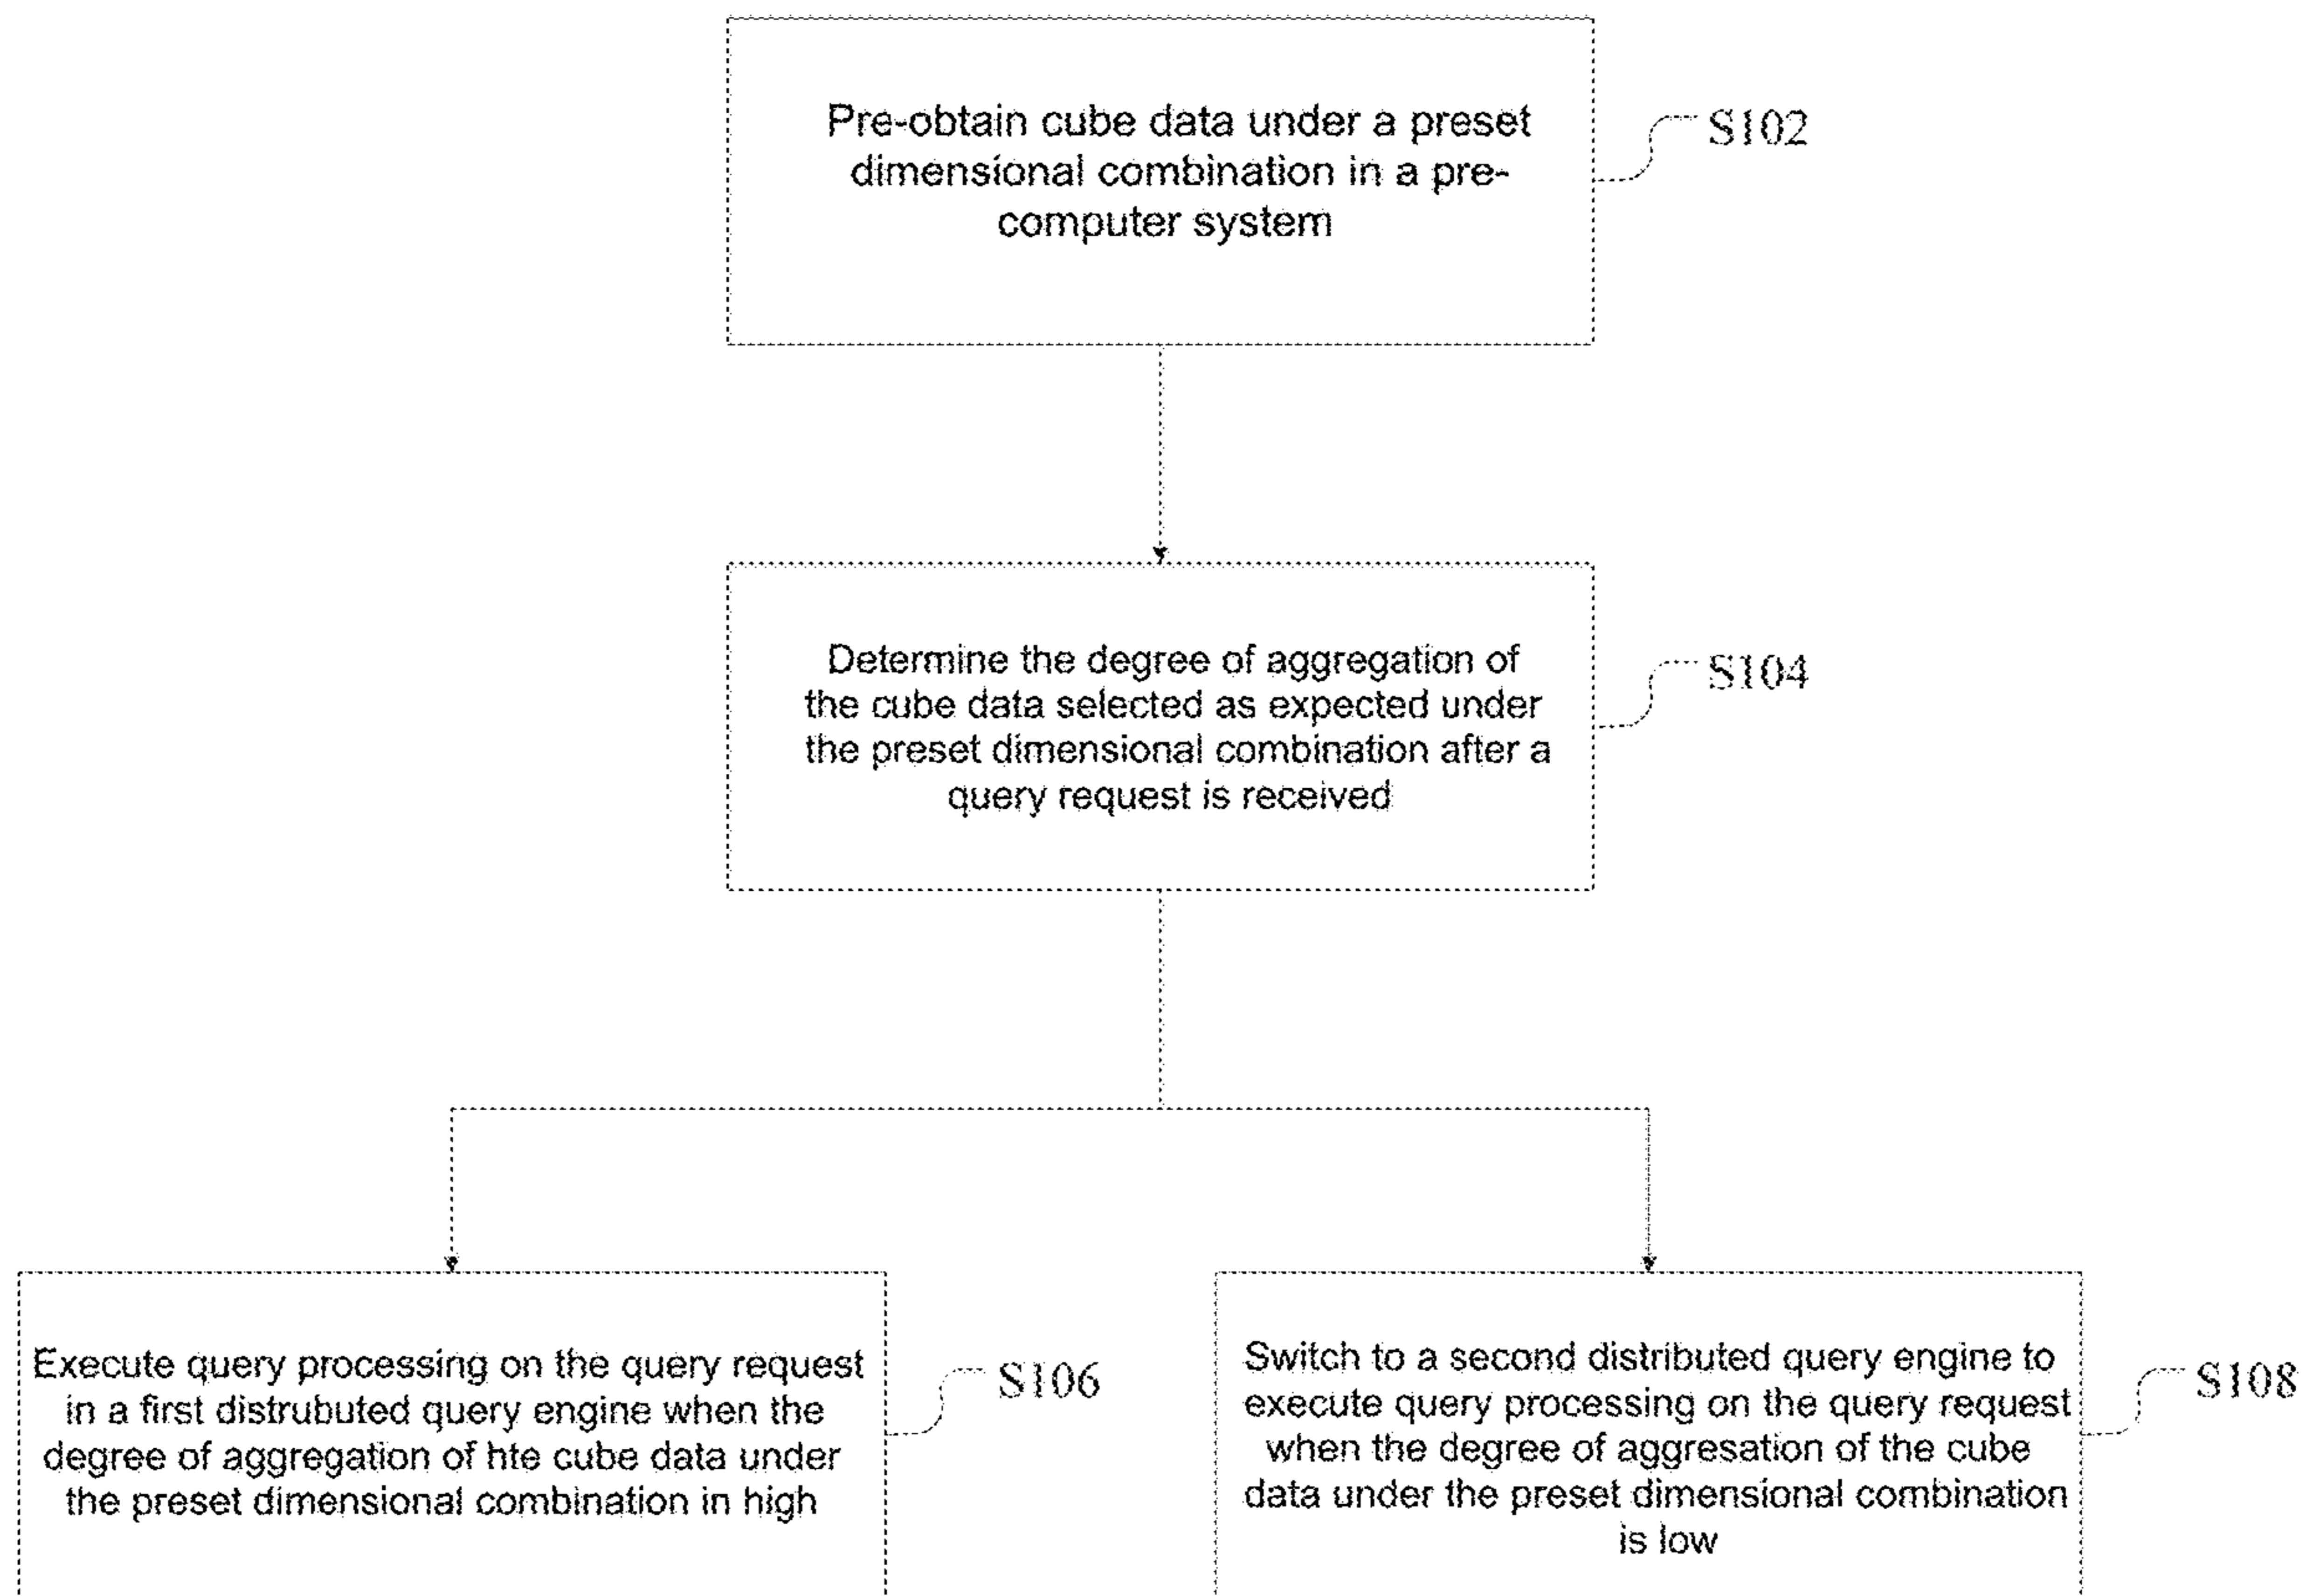 Pre-obtain cube data under a preset
dimensional combination in a pre-
computer system
S102
Determine the degree of aggregation of
the cube data selected as expected under
the preset dimensional combination after a
query request is received
S104
Execute query processing on the query request
in a first distrubuted query engine when the
degree of aggregation of hte cube data under
the preset dimensional combination in high
S106
Switch to a second distributed query engine to
execute query processing on the query request
when the degree of aggresation of the cube
data under the preset dimensional combination
is low
S108